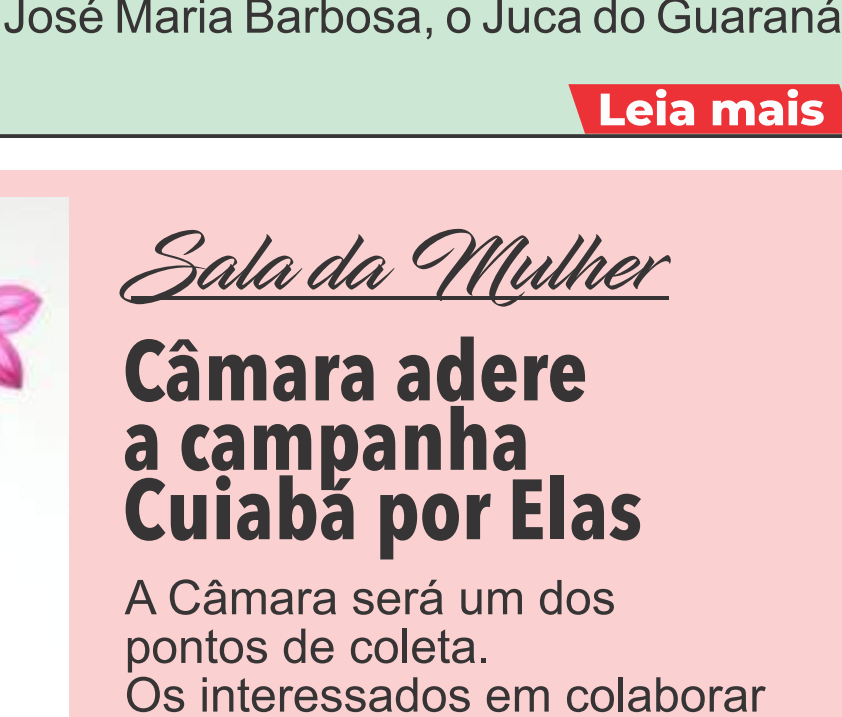 José Maria Barbosa, o Juca do Guaraná
Leia mais
Sala da Mulher
Câmara adere
a campanha
Cuiabá por Elas
A Câmara será um dos
pontos de coleta.
Os interessados em colaborar